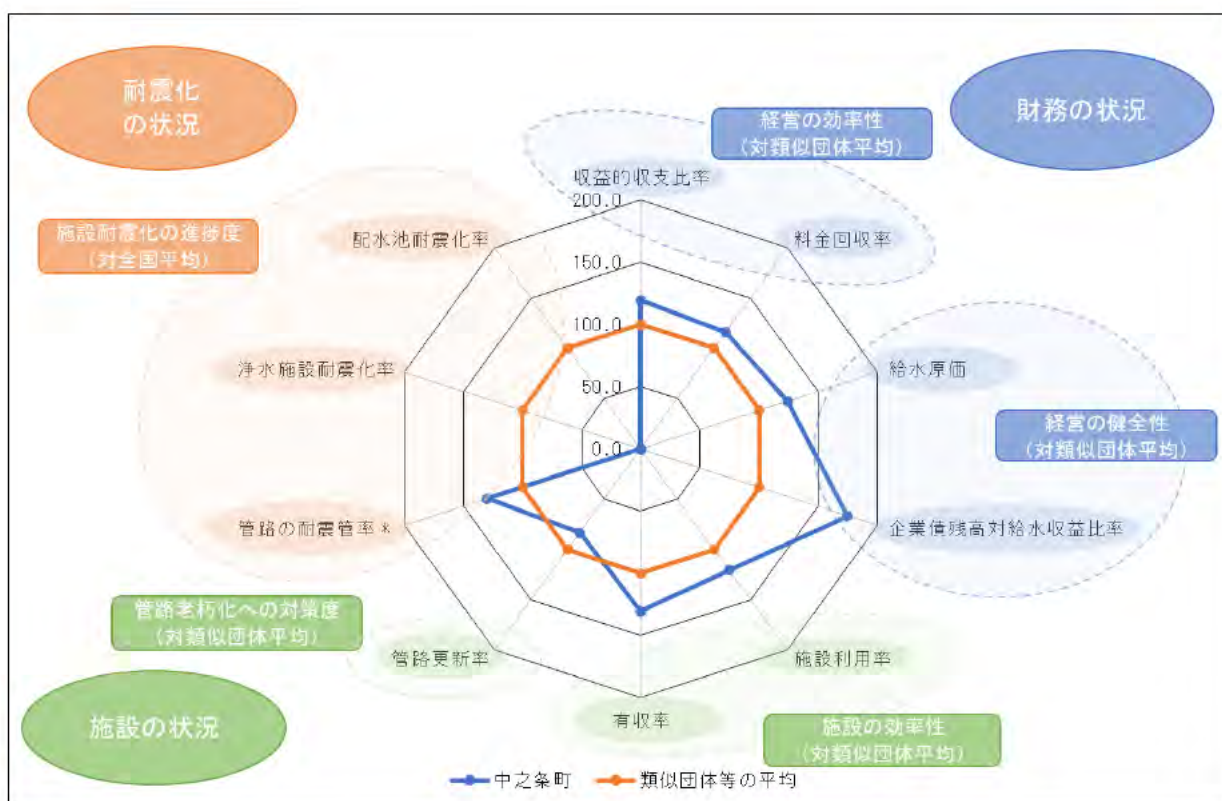 耐震化
の状況
財務の状況
経営の効率性
(対類似団体平均)
収益的収支比率
200.0
施設耐震化の進捗度
(対全国平均)
配水池耐震化率
料金回収率
150.0
100.0
浄水施設耐震化率
給水原価
50.0
経営の健全性
(対類似団体平均)
0.0
管路の耐震管率*
企業債残高対給水収益比率
管路老朽化への対策度
(対類似団体平均)
管路更新率
施設利用率
施設の状況
有収率
施設の効率性
(対類似団体平均)
中之条町
類似団体等の平均